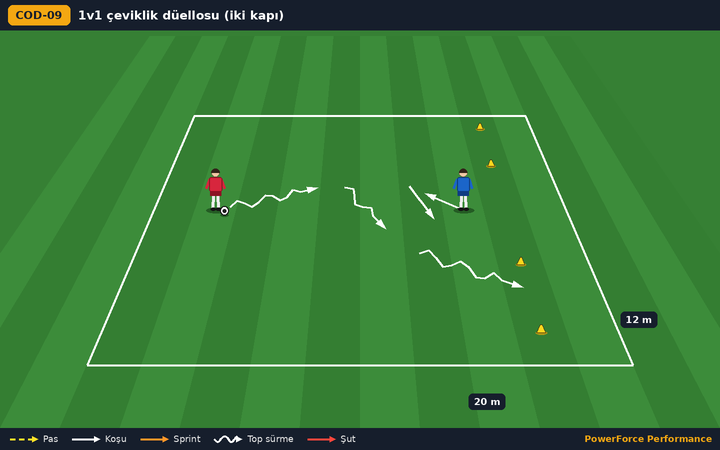 COD-09 1v1 çeviklik düellosu (iki kapı)
12 m
20 m
Pas Koşu Sprint Top sürme Şut PowerForce Performance